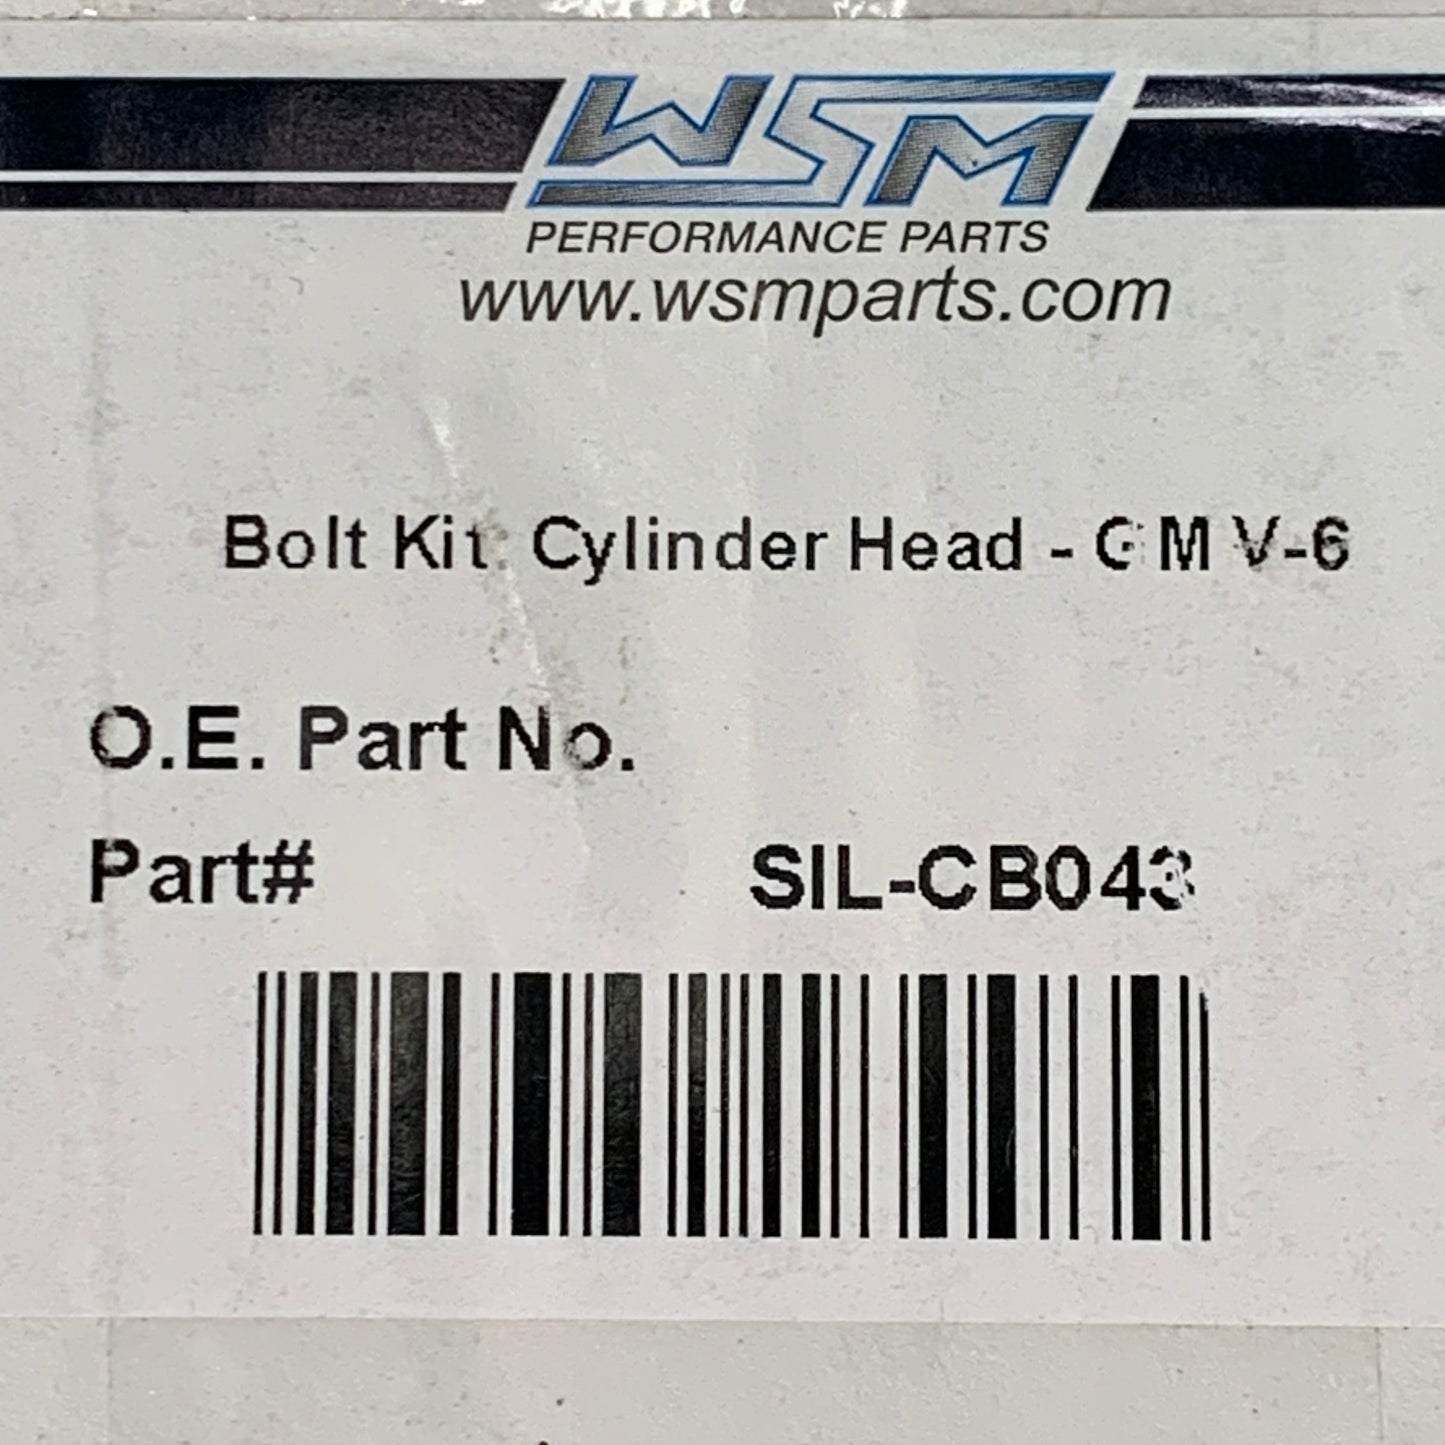 WSM
PERFORMANCE PARTS
www.wsmparts.com
Bolt Kit: Cylinder Head - GM V-6
O.E. Part No.
Part# SIL-CB043